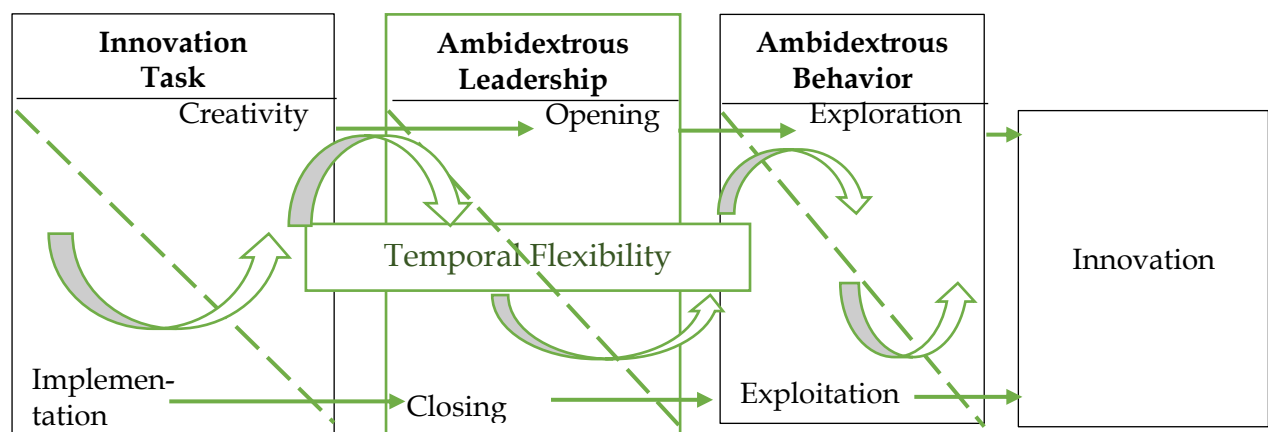 Innovation
Task
Ambidextrous
Leadership
Ambidextrous
Behavior
Creativity
Opening
Exploration
Temporal Flexibility
Innovation
Implemen-
tation
Closing
Exploitation